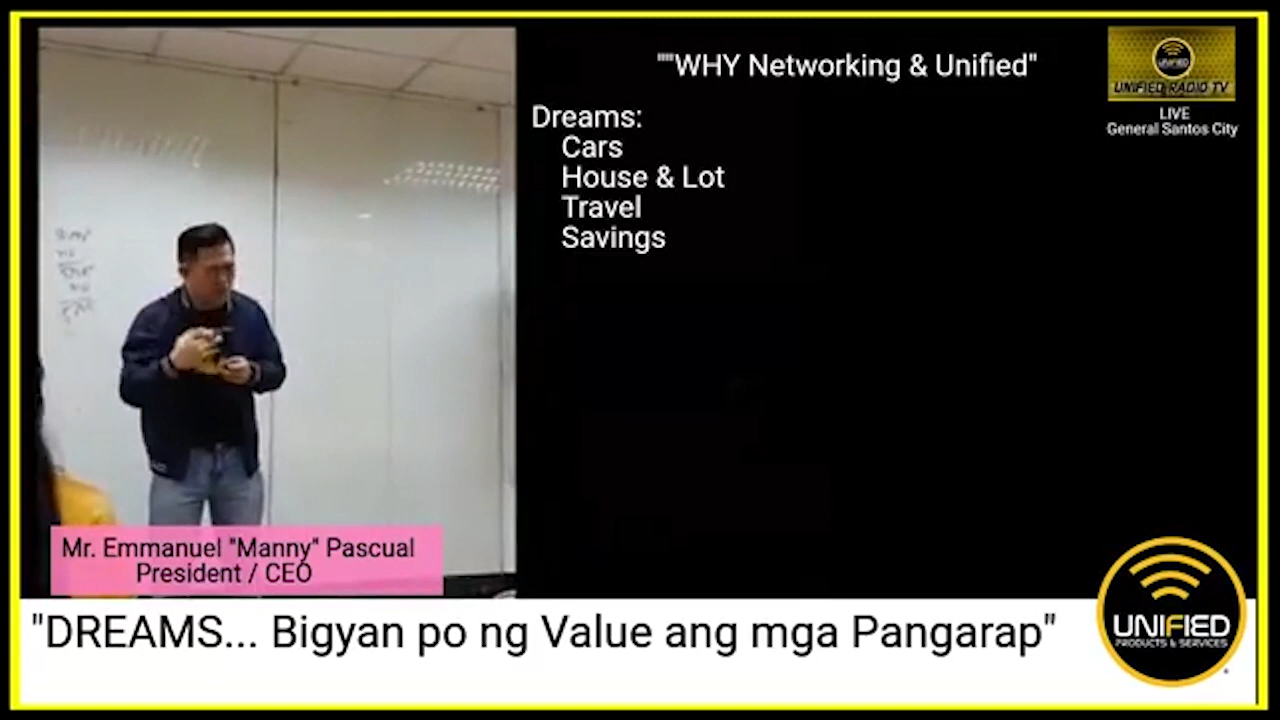 ""WHY Networking & Unified"
Dreams:
Cars
House & Lot
Travel
Savings
UNIFIED
UNIFIED RADIO TV
LIVE
General Santos City
Mr. Emmanuel "Manny" Pascual
President / CEO
"DREAMS... Bigyan po ng Value ang mga Pangarap"
UNIFIED
PRODUCTS & SERVICES